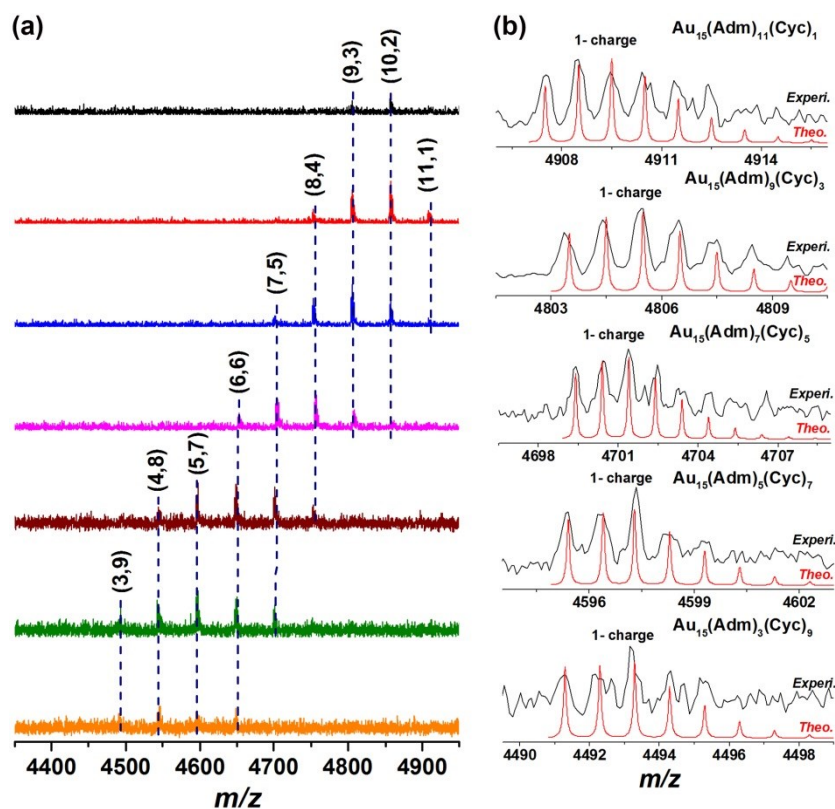 (a)
(9,3)
(10,2)
(8,4)
(11,1)
(7,5)
(6,6)
(4,8)
(5,7)
(3,9)
4400 4500 4600 4700 4800 4900
m/z
(b)
Au15(Adm)11(Cyc)1
1- charge
Experi.
Theo.
4908 4911 4914
Au15(Adm)9(Cyc)3
1- charge
Experi.
Theo.
4803 4806 4809
Au15(Adm)7(Cyc)5
1- charge
Experi.
Theo.
4698 4701 4704 4707
Au15(Adm)5(Cyc)7
1- charge
Experi.
Theo.
4596 4599 4602
Au15(Adm)3(Cyc)9
1- charge
Experi.
Theo.
4490 4492 4494 4496 4498
m/z